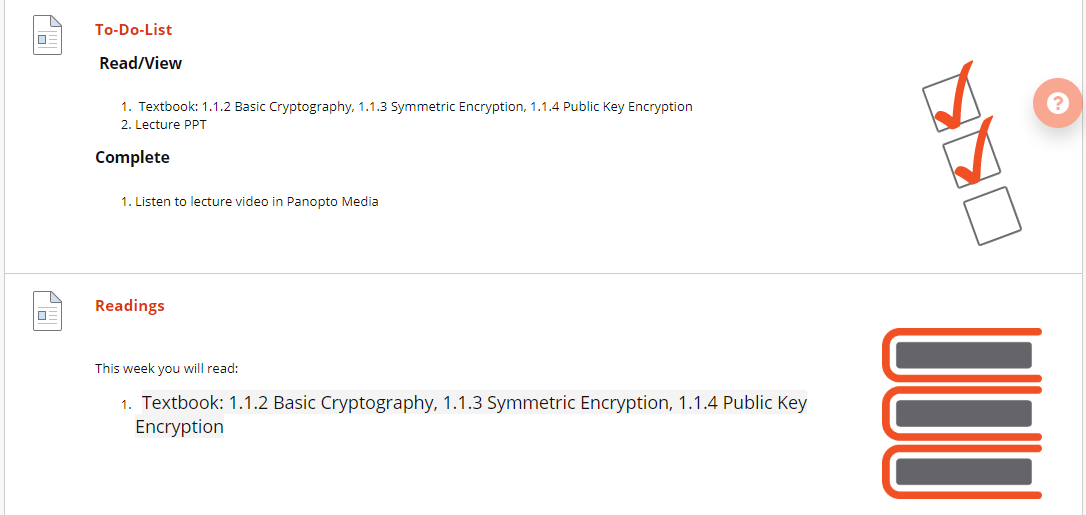 To-Do-List
Read/View
1. Textbook: 1.1.2 Basic Cryptography, 1.1.3 Symmetric Encryption, 1.1.4 Public Key Encryption
2. Lecture PPT
Complete
1. Listen to lecture video in Panopto Media
?
Readings
This week you will read:
1. Textbook: 1.1.2 Basic Cryptography, 1.1.3 Symmetric Encryption, 1.1.4 Public Key
Encryption